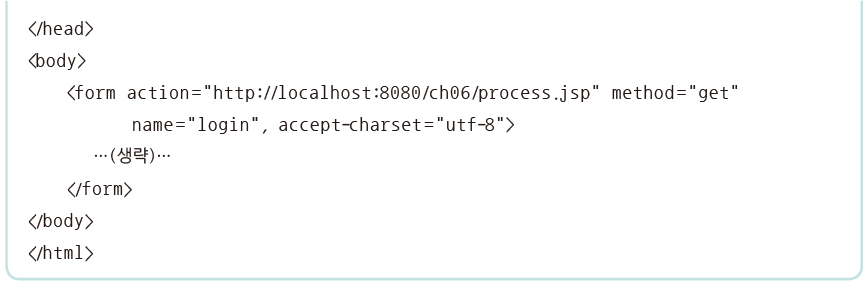 </head>
<body>
<form action="http://localhost:8080/ch06/process.jsp" method="get"
name="login", accept-charset="utf-8">
…(생략)…
</form>
</body>
</html>